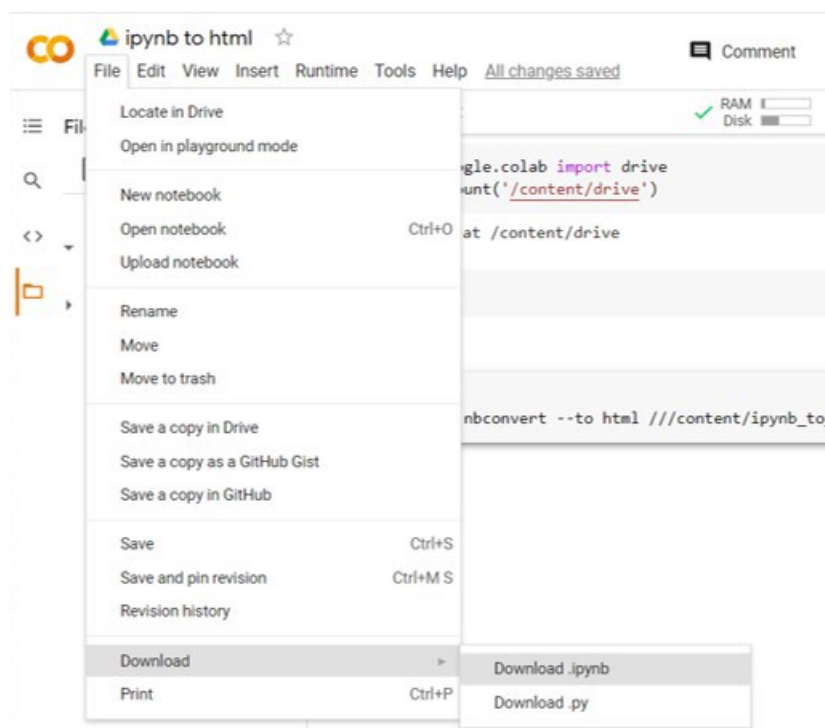 CO
ipynb to html
Comment
File Edit View Insert Runtime Tools Help All changes saved
RAM
Disk
Locate in Drive
Open in playground mode
import drive
('/content/drive')
New notebook
Open notebook Ctrl+O
at /content/drive
Upload notebook
Rename
Move
Move to trash
nbconvert --to html ///content/ipynb_to
Save a copy in Drive
Save a copy as a GitHub Gist
Save a copy in GitHub
Save Ctrl+S
Save and pin revision Ctrl+M S
Revision history
Download
Download .ipynb
Print Ctrl+P
Download .py